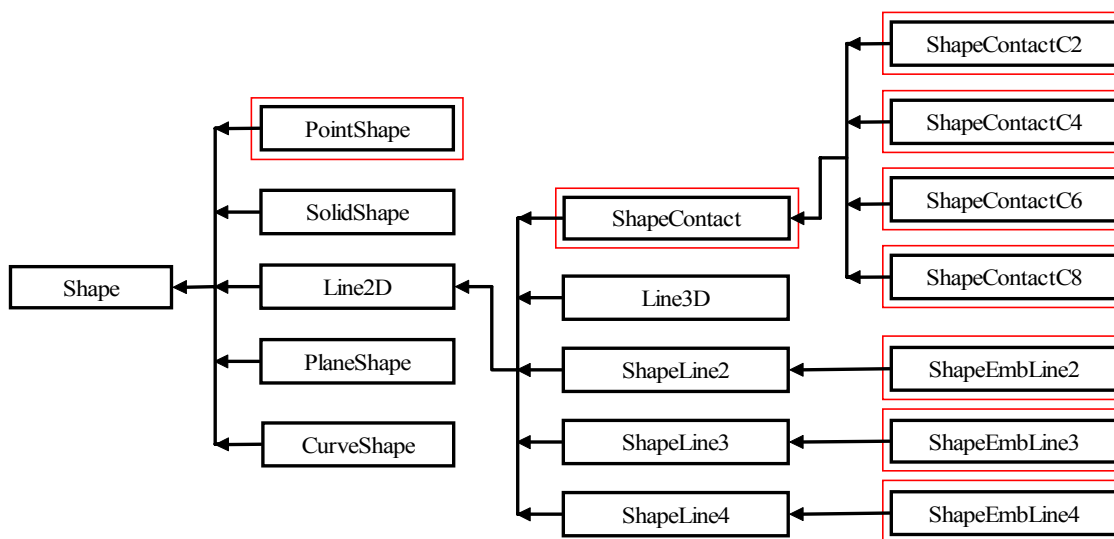 Shape
PointShape
SolidShape
Line2D
PlaneShape
CurveShape
ShapeContact
Line3D
ShapeLine2
ShapeLine3
ShapeLine4
ShapeContactC2
ShapeContactC4
ShapeContactC6
ShapeContactC8
ShapeEmbLine2
ShapeEmbLine3
ShapeEmbLine4